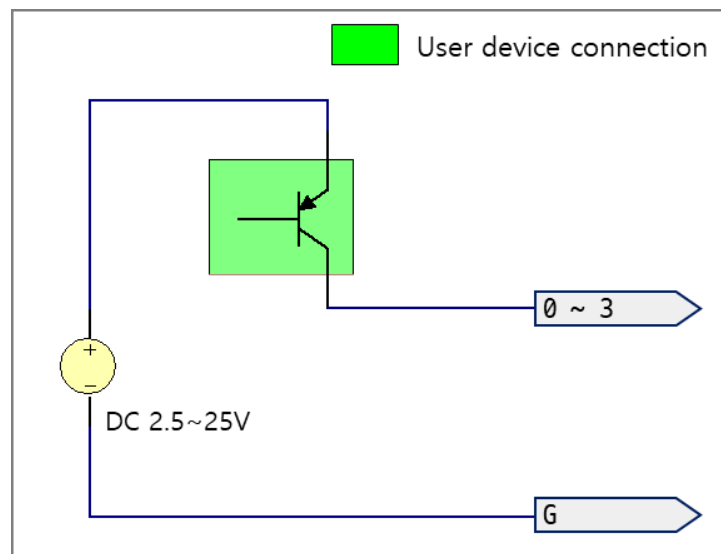 User device connection
0 ~ 3
+
−
DC 2.5~25V
G